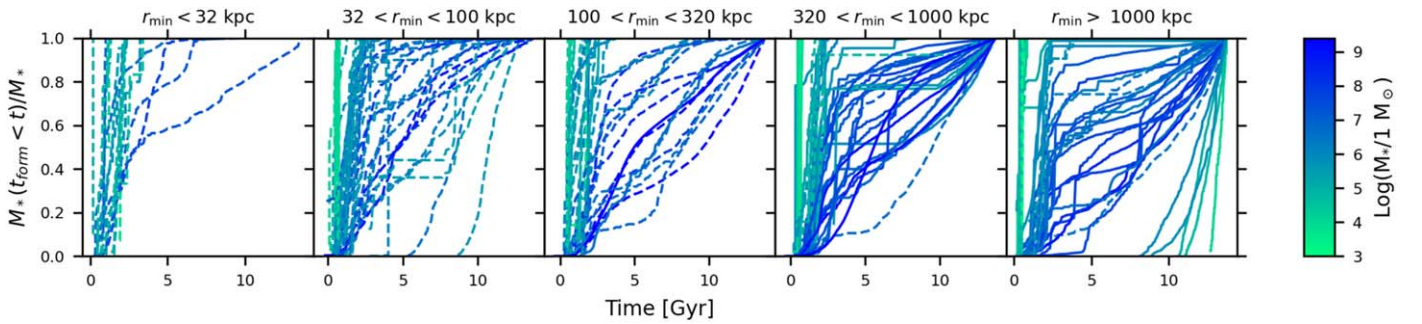 r_min < 32 kpc
32 < r_min < 100 kpc
100 < r_min < 320 kpc
320 < r_min < 1000 kpc
r_min > 1000 kpc
M_*(t_form < t)/M_*
1.0
0.8
0.6
0.4
0.2
0.0
0 5 10
0 5 10
0 5 10
0 5 10
0 5 10
Time [Gyr]
9
8
7
6
5
4
3
Log(M_*/1 M_⊙)